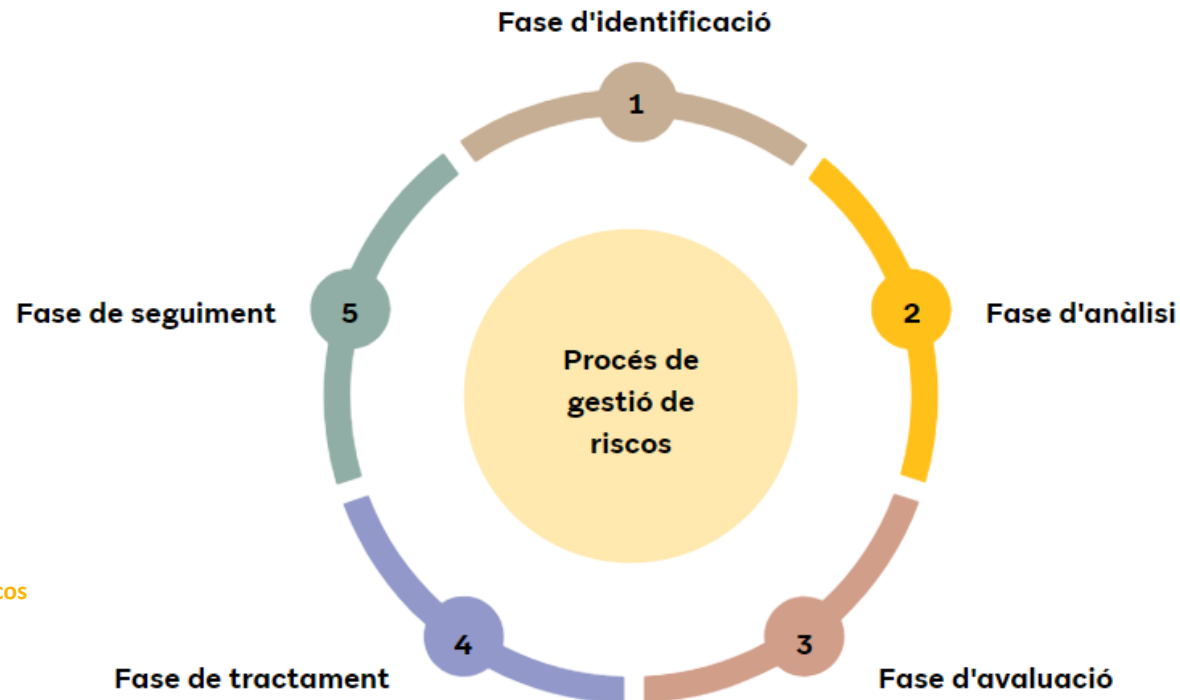 Fase d'identificació
1
2
Fase d'anàlisi
Procés de
gestió de
riscos
3
Fase d'avaluació
4
Fase de tractament
5
Fase de seguiment
cos